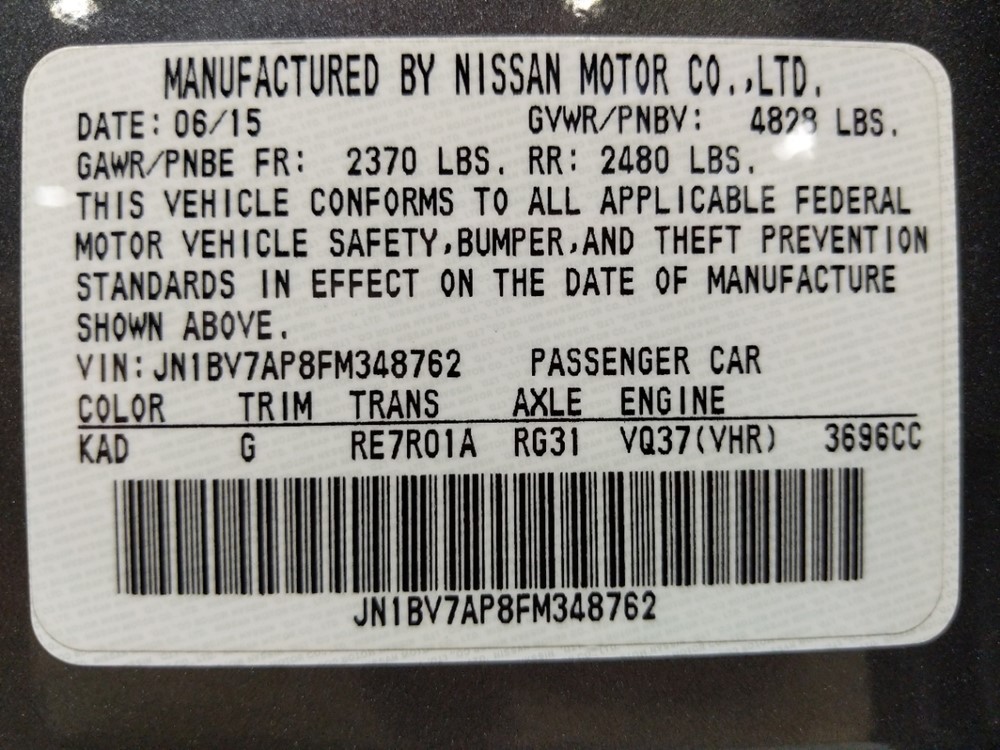 MANUFACTURED BY NISSAN MOTOR CO.,LTD.
DATE: 06/15 GVWR/PNBV: 4828 LBS.
GAWR/PNBE FR: 2370 LBS. RR: 2480 LBS.
THIS VEHICLE CONFORMS TO ALL APPLICABLE FEDERAL
MOTOR VEHICLE SAFETY,BUMPER,AND THEFT PREVENTION
STANDARDS IN EFFECT ON THE DATE OF MANUFACTURE
SHOWN ABOVE.
VIN:JN1BV7AP8FM348762 PASSENGER CAR
COLOR TRIM TRANS AXLE ENGINE
KAD G RE7R01A RG31 VQ37(VHR) 3696CC
JN1BV7AP8FM348762